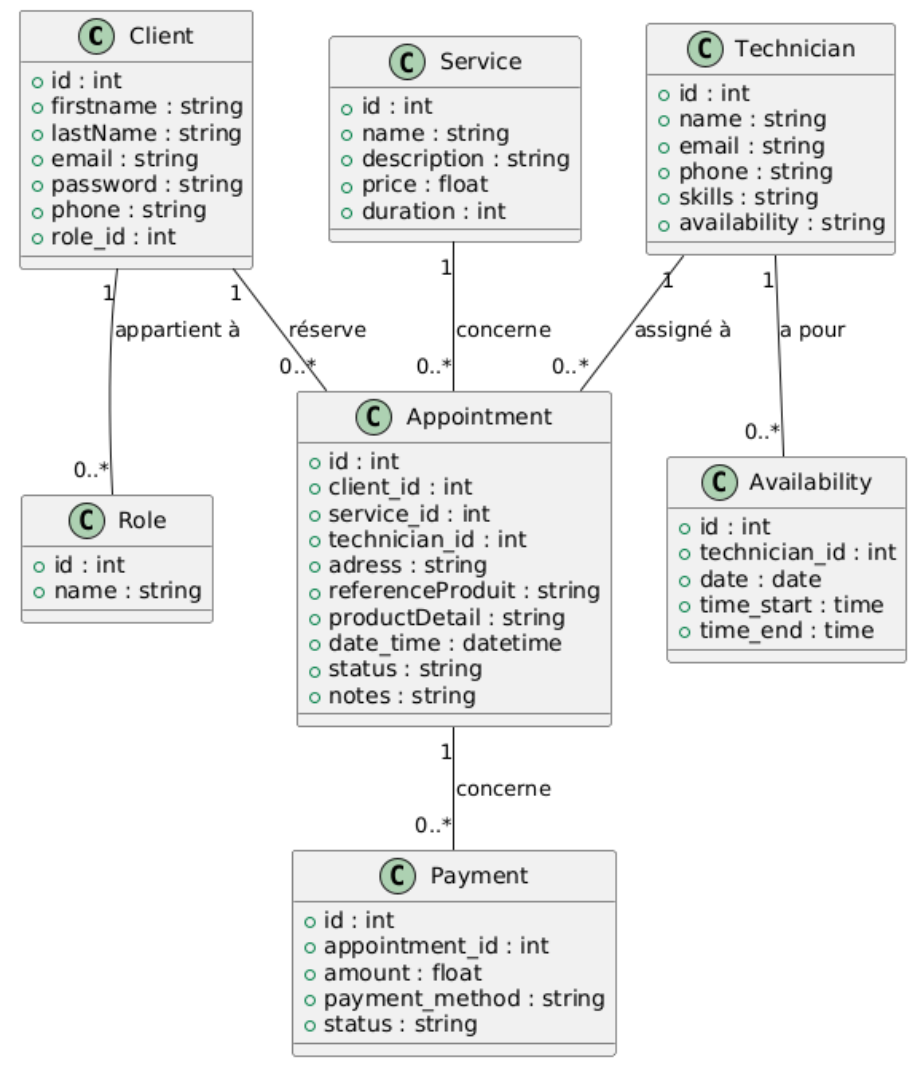 C Client
id : int
firstname : string
lastName : string
email : string
password : string
phone : string
role_id : int
C Service
id : int
name : string
description : string
price : float
duration : int
C Technician
id : int
name : string
email : string
phone : string
skills : string
availability : string
1
appartient à
0..*
1
réserve
0..*
1
concerne
0..*
1
assigné à
0..*
1
a pour
0..*
C Role
id : int
name : string
C Appointment
id : int
client_id : int
service_id : int
technician_id : int
adress : string
referenceProduit : string
productDetail : string
date_time : datetime
status : string
notes : string
C Availability
id : int
technician_id : int
date : date
time_start : time
time_end : time
1
concerne
0..*
C Payment
id : int
appointment_id : int
amount : float
payment_method : string
status : string